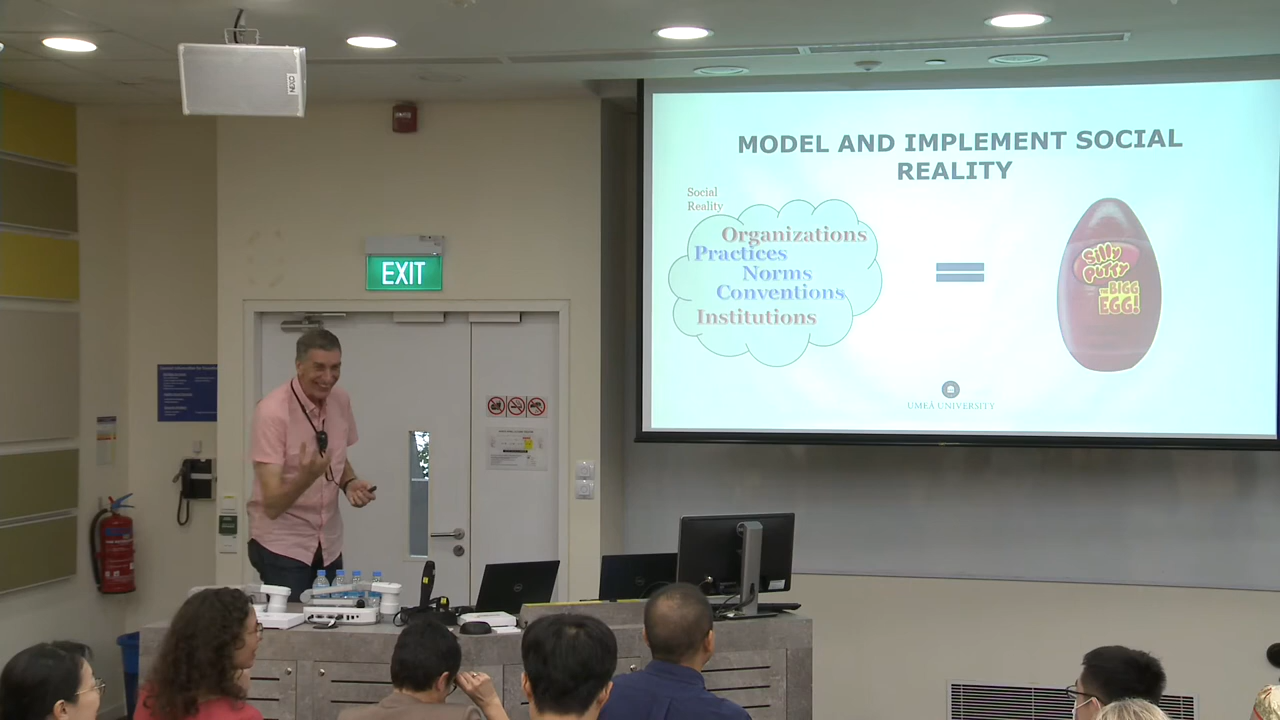 MODEL AND IMPLEMENT SOCIAL
REALITY
Social
Reality
Organizations
Practices
Norms
Conventions
Institutions
Silly
Putty
THE BIGG
EGG!
UMEÅ UNIVERSITY
EXIT